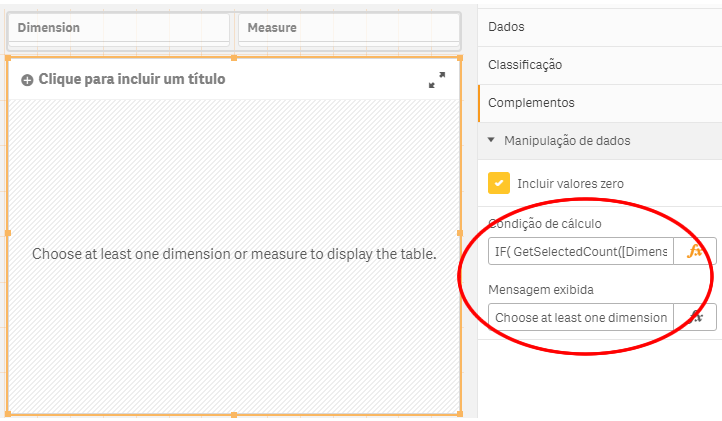 Dimension
Measure
Clique para incluir um título
Choose at least one dimension or measure to display the table.
Dados
Classificação
Complementos
Manipulação de dados
Incluir valores zero
Condição de cálculo
IF( GetSelectedCount([Dimens
fx
Mensagem exibida
Choose at least one dimension
fx